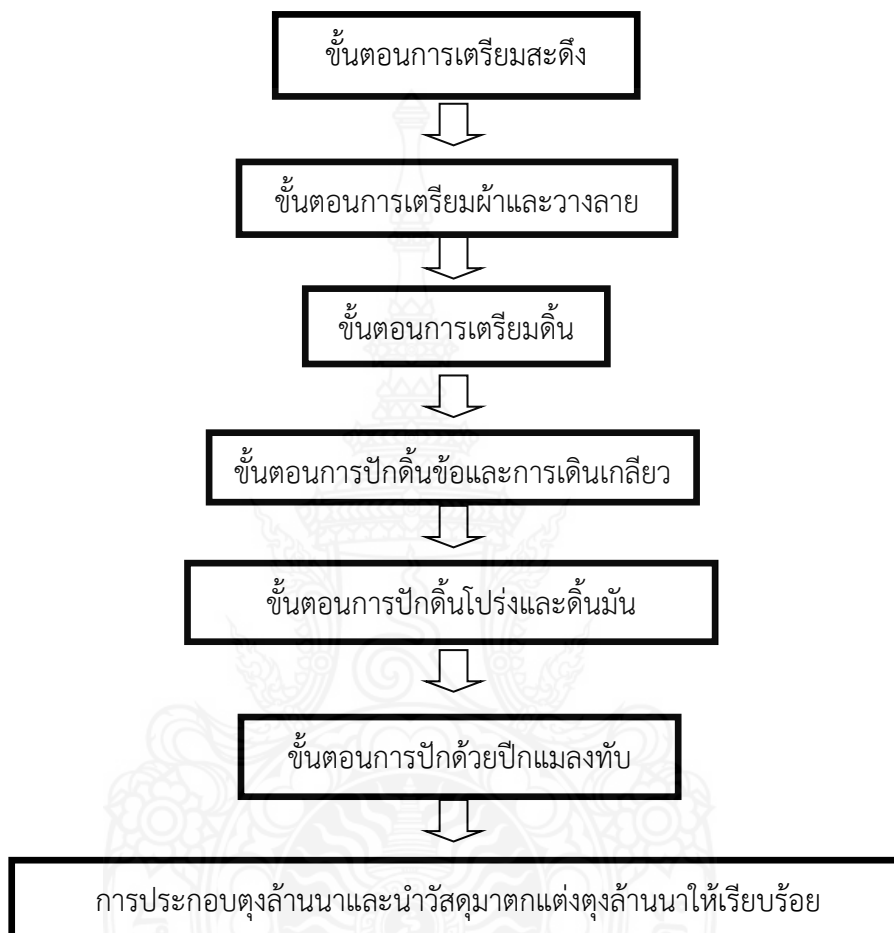 ขั้นตอนการเตรียมสะดึง
ขั้นตอนการเตรียมผ้าและวางลาย
ขั้นตอนการเตรียมดิ้น
ขั้นตอนการปักดิ้นข้อและการเดินเกลียว
ขั้นตอนการปักดิ้นโปร่งและดิ้นมัน
ขั้นตอนการปักด้วยปีกแมลงทับ
การประกอบตุงล้านนาและนำวัสดุมาตกแต่งตุงล้านนาให้เรียบร้อย